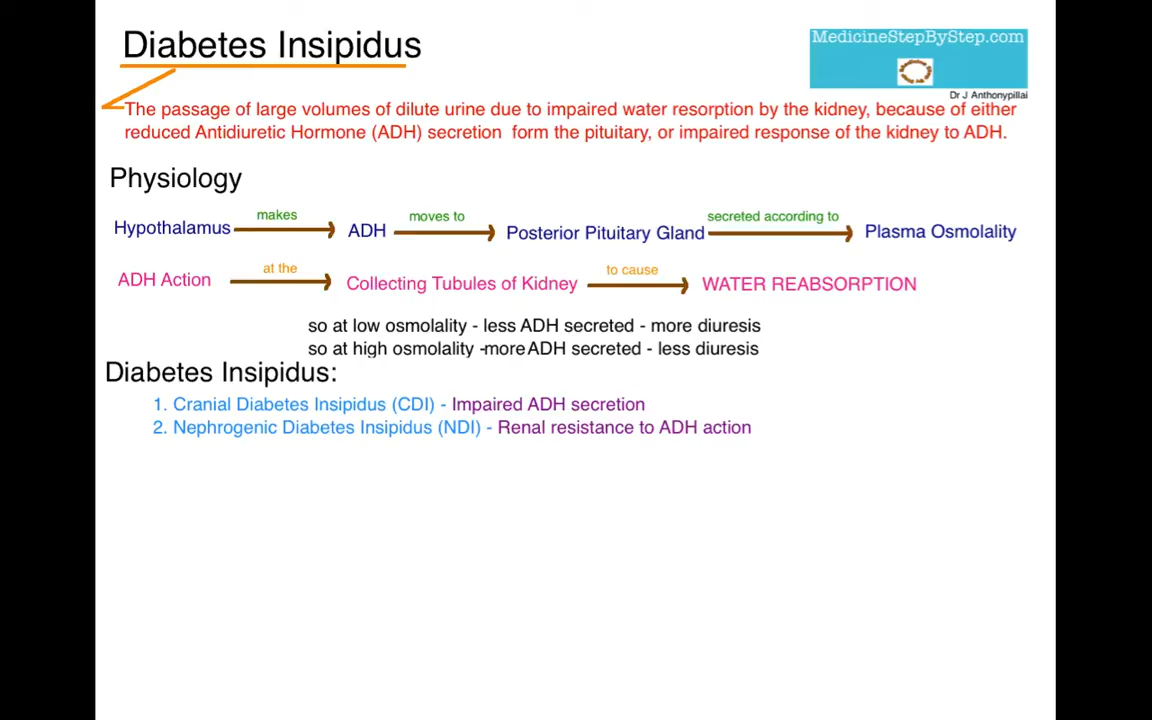 Diabetes Insipidus
MedicineStepByStep.com
Dr J Anthonypillai
The passage of large volumes of dilute urine due to impaired water resorption by the kidney, because of either
reduced Antidiuretic Hormone (ADH) secretion form the pituitary, or impaired response of the kidney to ADH.
Physiology
Hypothalamus makes ADH moves to Posterior Pituitary Gland secreted according to Plasma Osmolality
ADH Action at the Collecting Tubules of Kidney to cause WATER REABSORPTION
so at low osmolality - less ADH secreted - more diuresis
so at high osmolality -more ADH secreted - less diuresis
Diabetes Insipidus:
1. Cranial Diabetes Insipidus (CDI) - Impaired ADH secretion
2. Nephrogenic Diabetes Insipidus (NDI) - Renal resistance to ADH action